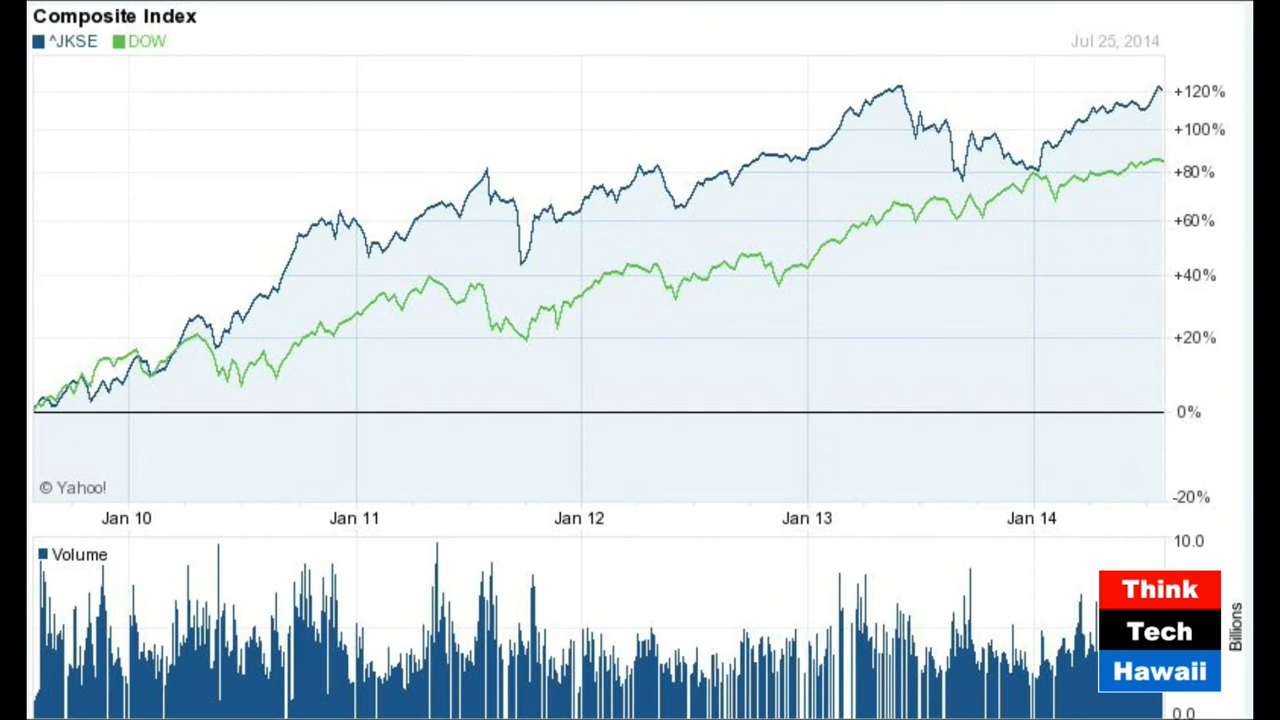 Composite Index
^JKSE DOW
Jul 25, 2014
+120%
+100%
+80%
+60%
+40%
+20%
0%
-20%
© Yahoo!
Jan 10 Jan 11 Jan 12 Jan 13 Jan 14
Volume
10.0
Billions
0.0
Think
Tech
Hawaii